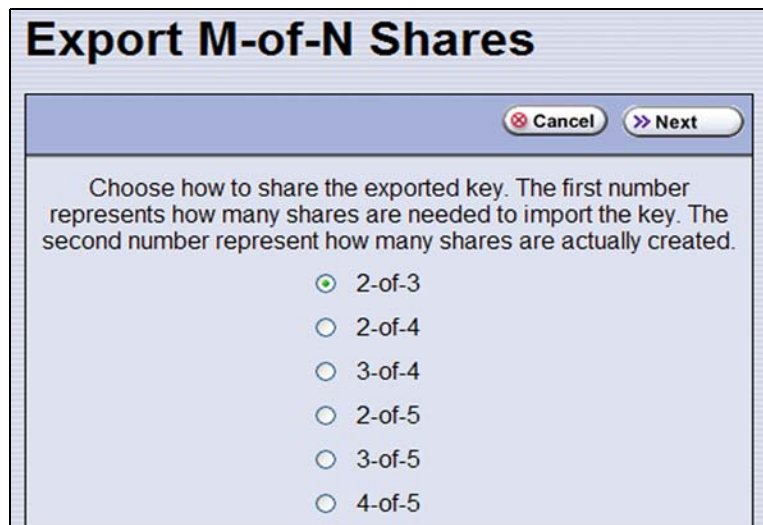 Export M-of-N Shares
Cancel
Next
Choose how to share the exported key. The first number
represents how many shares are needed to import the key. The
second number represent how many shares are actually created.
2-of-3
2-of-4
3-of-4
2-of-5
3-of-5
4-of-5